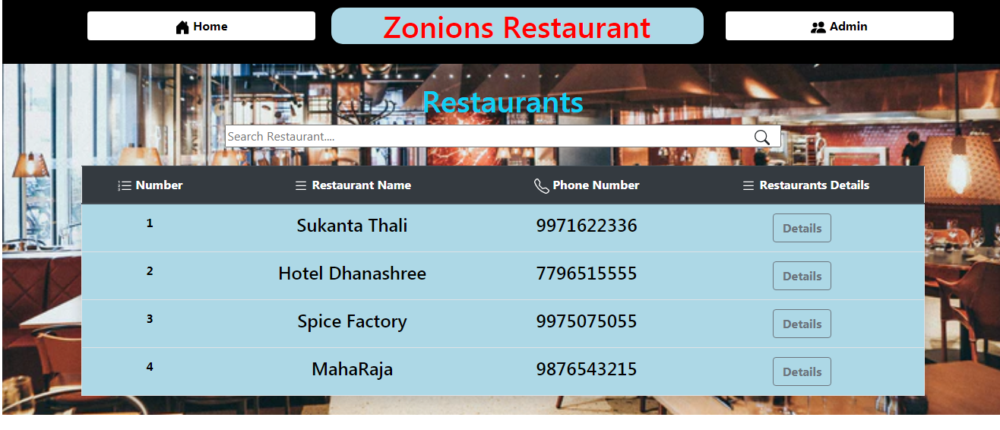 Home Zonions Restaurant Admin
Restaurants
Search Restaurant....
Number Restaurant Name Phone Number Restaurants Details
1 Sukanta Thali 9971622336 Details
2 Hotel Dhanashree 7796515555 Details
3 Spice Factory 9975075055 Details
4 MahaRaja 9876543215 Details